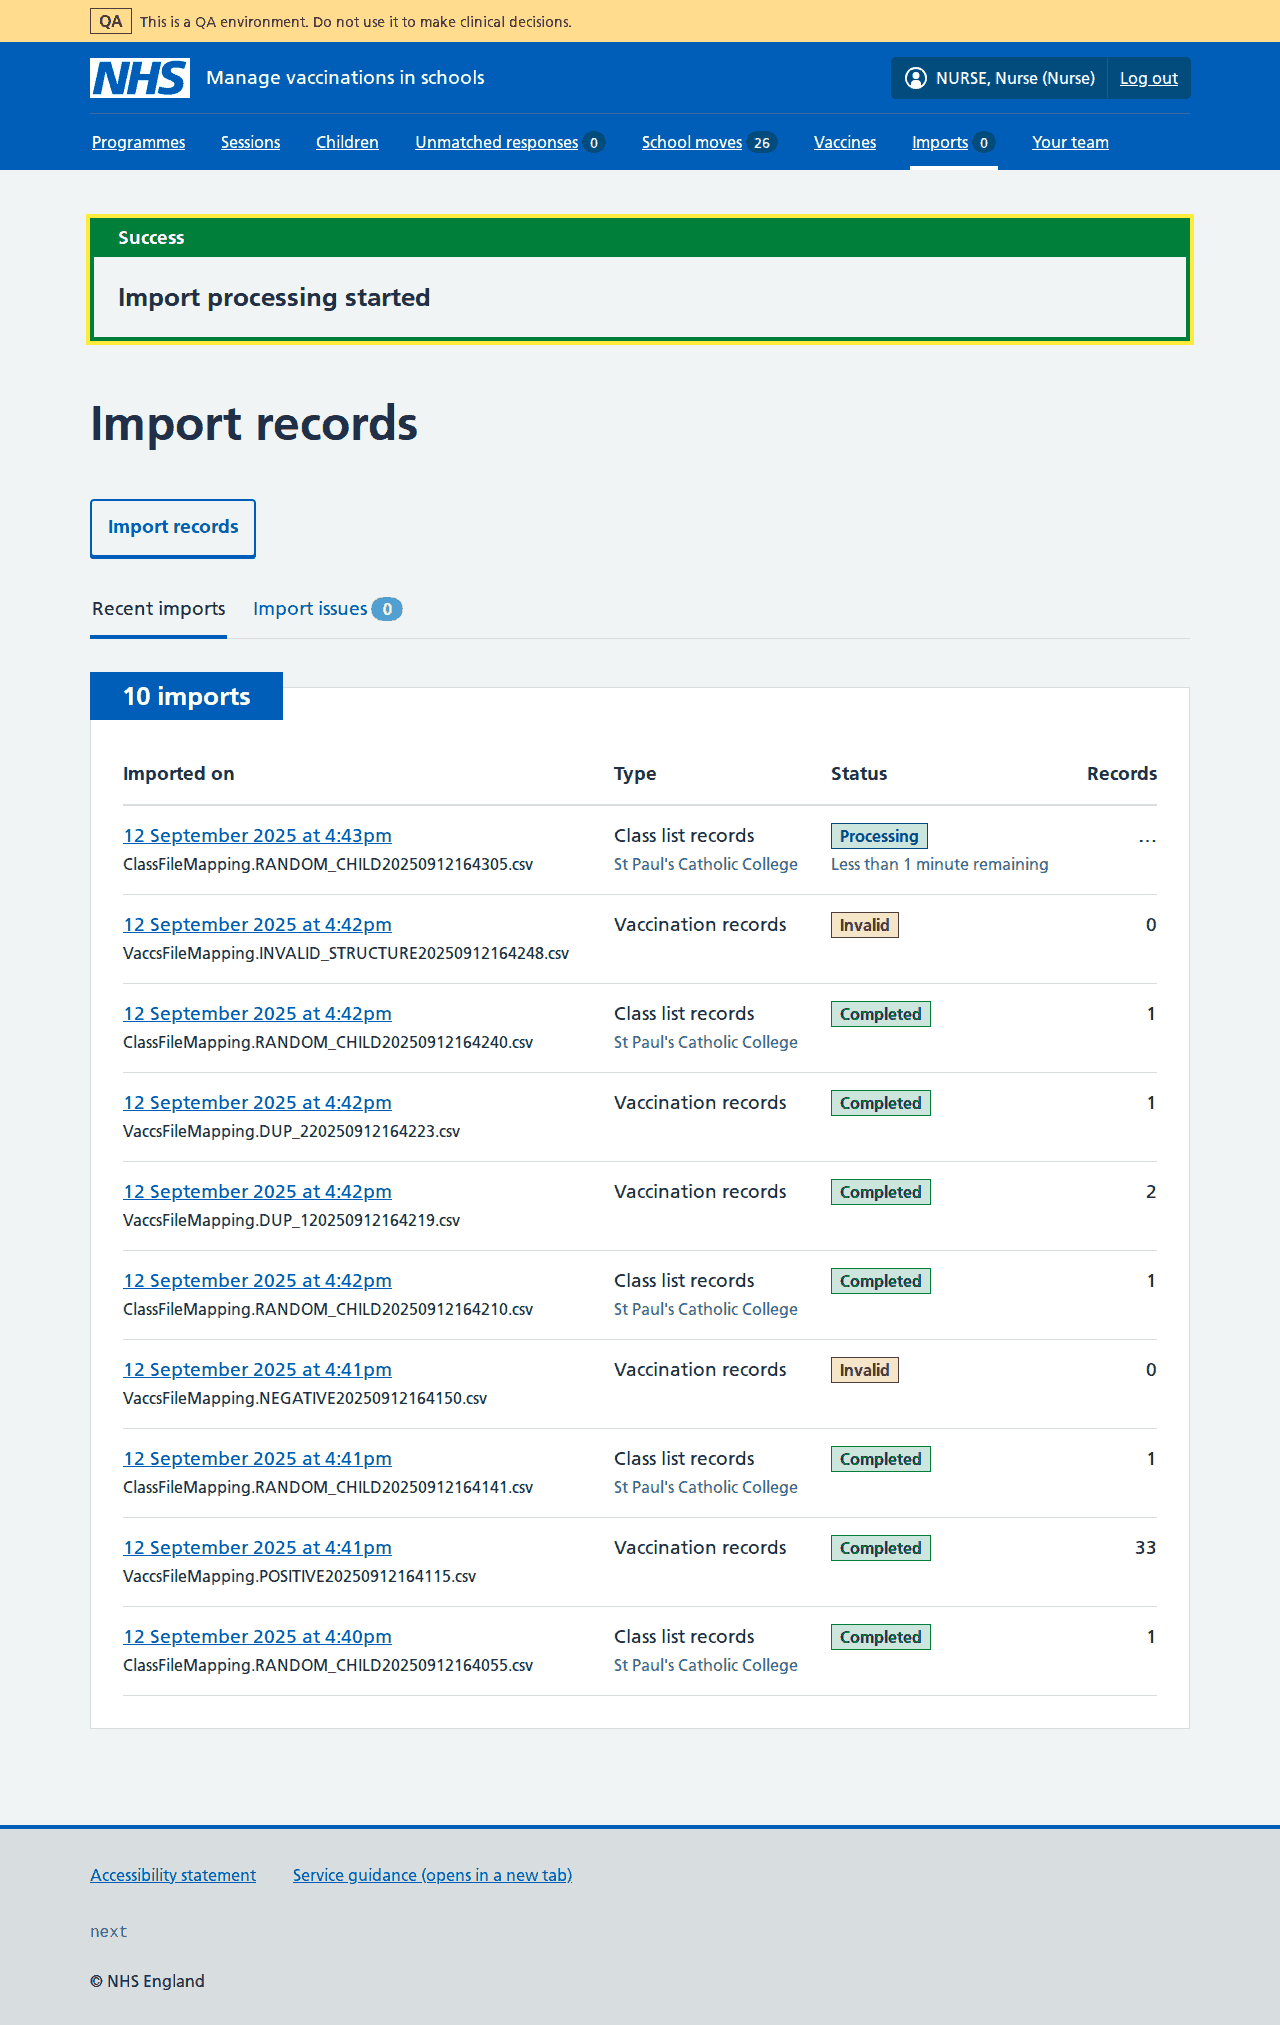 QA This is a QA environment. Do not use it to make clinical decisions.
NHS Manage vaccinations in schools NURSE, Nurse (Nurse) Log out
Programmes Sessions Children Unmatched responses 0 School moves 26 Vaccines Imports 0 Your team
Success
Import processing started
Import records
Import records
Recent imports Import issues 0
10 imports
Imported on Type Status Records
12 September 2025 at 4:43pm Class list records Processing ...
ClassFileMapping.RANDOM_CHILD20250912164305.csv St Paul's Catholic College Less than 1 minute remaining
12 September 2025 at 4:42pm Vaccination records Invalid 0
VaccsFileMapping.INVALID_STRUCTURE20250912164248.csv
12 September 2025 at 4:42pm Class list records Completed 1
ClassFileMapping.RANDOM_CHILD20250912164240.csv St Paul's Catholic College
12 September 2025 at 4:42pm Vaccination records Completed 1
VaccsFileMapping.DUP_220250912164223.csv
12 September 2025 at 4:42pm Vaccination records Completed 2
VaccsFileMapping.DUP_120250912164219.csv
12 September 2025 at 4:42pm Class list records Completed 1
ClassFileMapping.RANDOM_CHILD20250912164210.csv St Paul's Catholic College
12 September 2025 at 4:41pm Vaccination records Invalid 0
VaccsFileMapping.NEGATIVE20250912164150.csv
12 September 2025 at 4:41pm Class list records Completed 1
ClassFileMapping.RANDOM_CHILD20250912164141.csv St Paul's Catholic College
12 September 2025 at 4:41pm Vaccination records Completed 33
VaccsFileMapping.POSITIVE20250912164115.csv
12 September 2025 at 4:40pm Class list records Completed 1
ClassFileMapping.RANDOM_CHILD20250912164055.csv St Paul's Catholic College
Accessibility statement Service guidance (opens in a new tab)
next
© NHS England